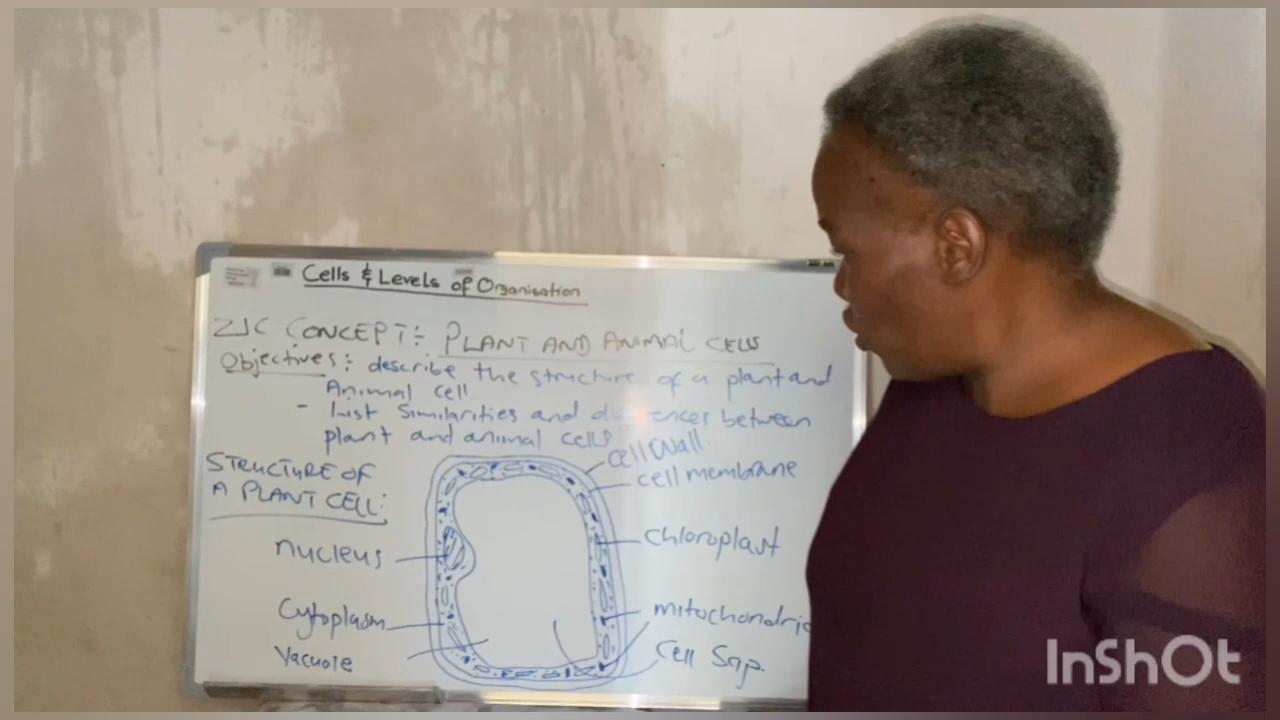 Cells & Levels of Organisation
ZJC CONCEPT:- PLANT AND ANIMAL CELLS
Objectives: describe the structure of a plant and
Animal cell
- List Similarities and differences between
plant and animal cells
cell wall
STRUCTURE OF
cell membrane
A PLANT CELL:
chloroplast
nucleus
mitochondria
Cytoplasm
Cell Sap.
Vacuole
InShOt